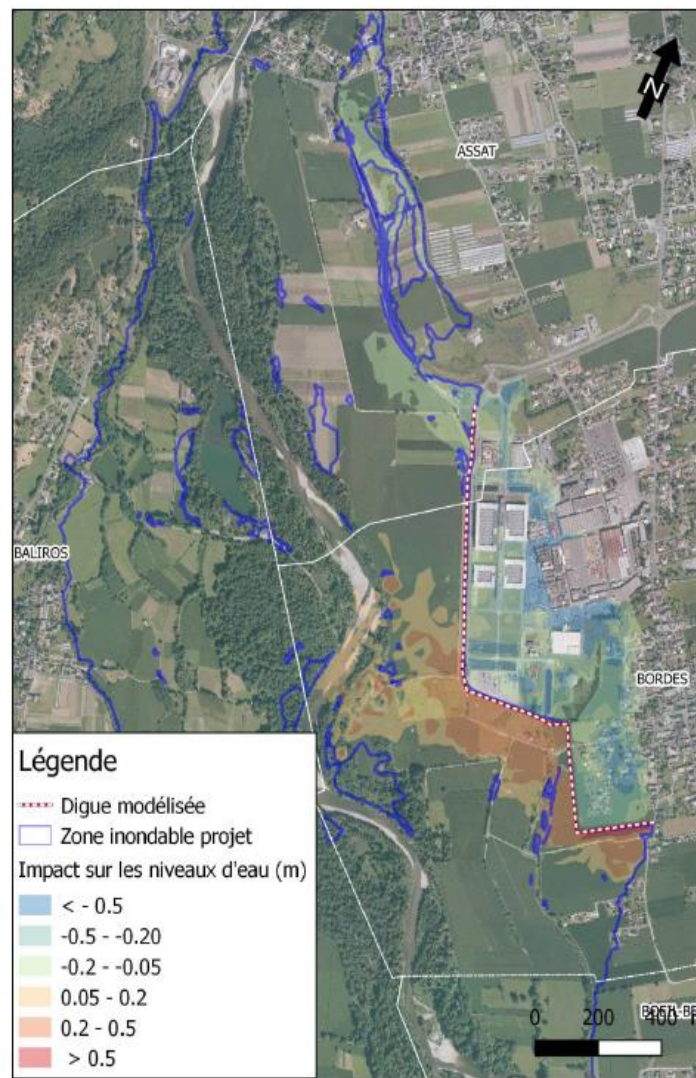 N
ASSAT
BALIROS
BORDES
Légende
Digue modélisée
Zone inondable projet
Impact sur les niveaux d'eau (m)
< - 0.5
-0.5 - -0.20
-0.2 - -0.05
0.05 - 0.2
0.2 - 0.5
> 0.5
0 200 400